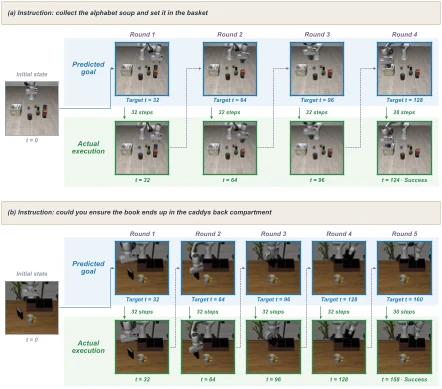 (a) Instruction: collect the alphabet soup and set it in the basket
Round 1 Round 2 Round 3 Round 4
Predicted goal
Initial state
Target t = 32 Target t = 64 Target t = 96 Target t = 128
32 steps 32 steps 32 steps 28 steps
t = 0
Actual execution
t = 32 t = 64 t = 96 t = 124 · Success
(b) Instruction: could you ensure the book ends up in the caddys back compartment
Round 1 Round 2 Round 3 Round 4 Round 5
Predicted goal
Initial state
Target t = 32 Target t = 64 Target t = 96 Target t = 128 Target t = 160
32 steps 32 steps 32 steps 32 steps 30 steps
t = 0
Actual execution
t = 32 t = 64 t = 96 t = 128 t = 158 · Success